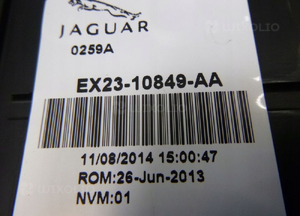 JAGUAR
0259A
EX23-10849-AA
11/08/2014 15:00:47
ROM:26-Jun-2013
NVM:01